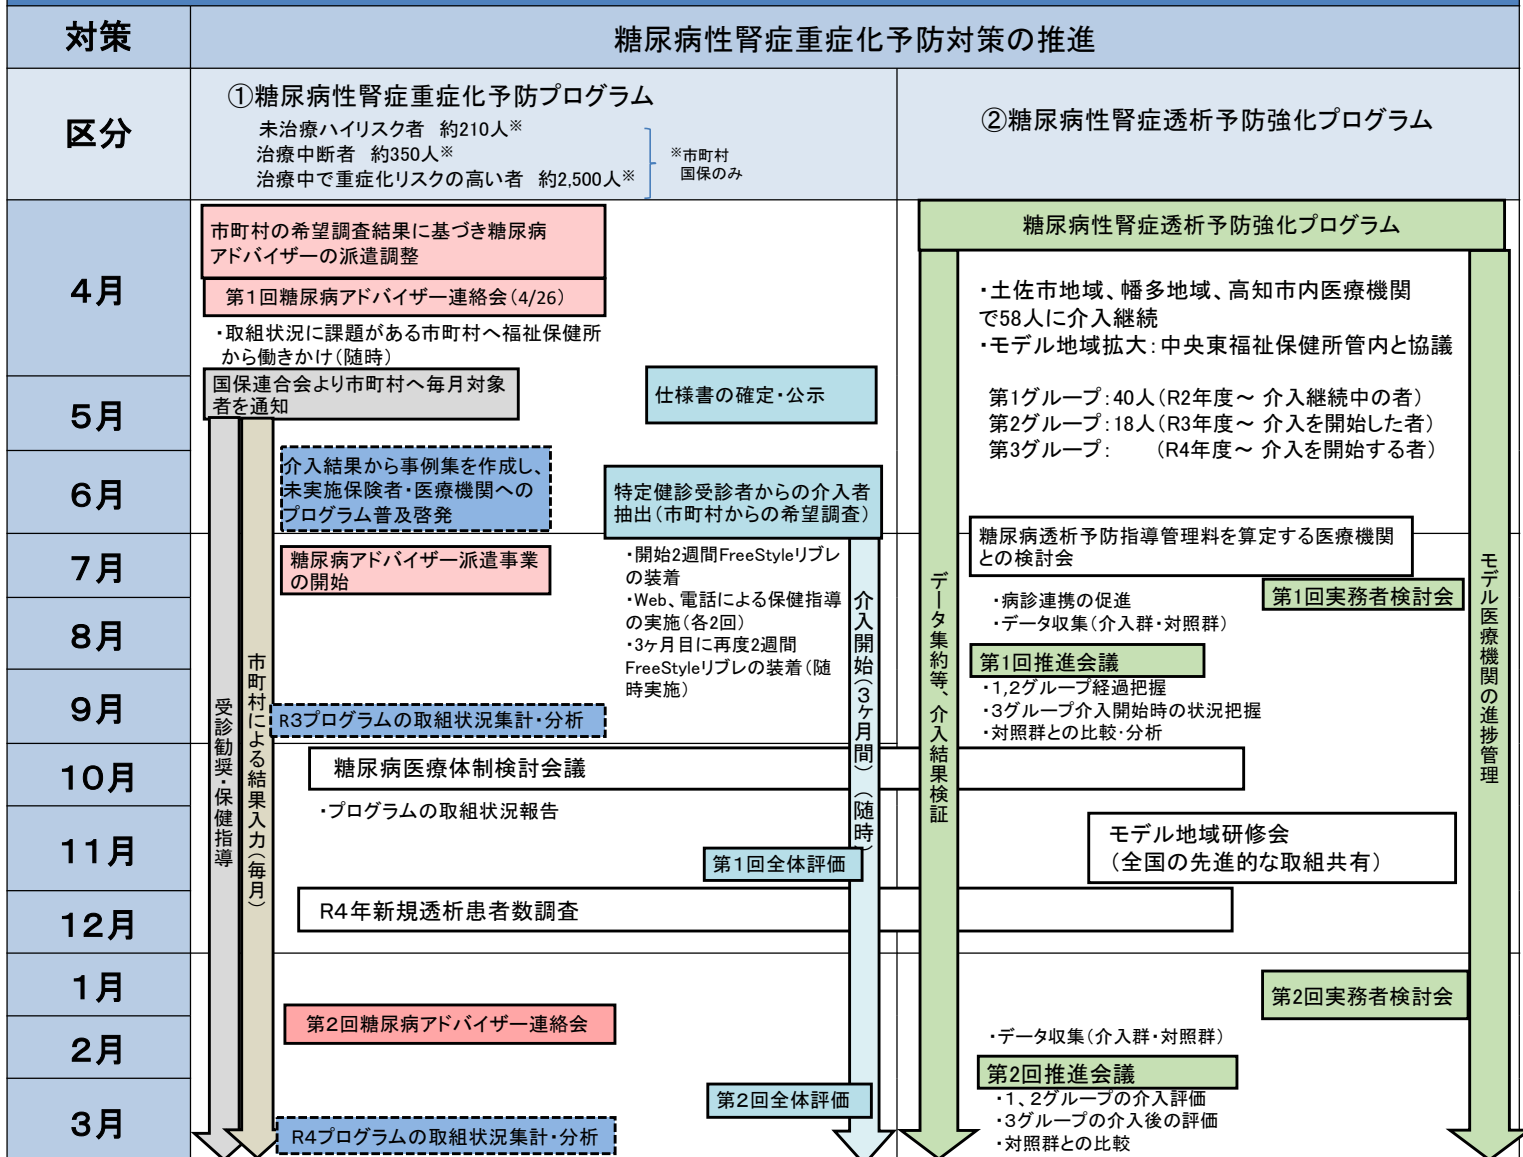 対策
糖尿病性腎症重症化予防対策の推進
区分
①糖尿病性腎症重症化予防プログラム
未治療ハイリスク者　約210人※
治療中断者　約350人※
治療中で重症化リスクの高い者　約2,500人※
※市町村
国保のみ
②糖尿病性腎症透析予防強化プログラム
4月
5月
6月
7月
8月
9月
10月
11月
12月
1月
2月
3月
市町村の希望調査結果に基づき糖尿病
アドバイザーの派遣調整
第1回糖尿病アドバイザー連絡会(4/26)
・取組状況に課題がある市町村へ福祉保健所
から働きかけ(随時)
国保連合会より市町村へ毎月対象
者を通知
受診勧奨・保健指導
市町村による結果入力(毎月)
介入結果から事例集を作成し、
未実施保険者・医療機関への
プログラム普及啓発
糖尿病アドバイザー派遣事業
の開始
R3プログラムの取組状況集計・分析
糖尿病医療体制検討会議
・プログラムの取組状況報告
R4年新規透析患者数調査
第2回糖尿病アドバイザー連絡会
R4プログラムの取組状況集計・分析
仕様書の確定・公示
特定健診受診者からの介入者
抽出(市町村からの希望調査)
・開始2週間FreeStyleリブレ
の装着
・Web、電話による保健指導
の実施(各2回)
・3ヶ月目に再度2週間
FreeStyleリブレの装着(随
時実施)
介入開始(3ヶ月間)(随時)
第1回全体評価
第2回全体評価
糖尿病性腎症透析予防強化プログラム
・土佐市地域、幡多地域、高知市内医療機関
で58人に介入継続
・モデル地域拡大：中央東福祉保健所管内と協議
第1グループ：40人(R2年度～ 介入継続中の者)
第2グループ：18人(R3年度～ 介入を開始した者)
第3グループ：　　(R4年度～ 介入を開始する者)
データ集約等、介入結果検証
モデル医療機関の進捗管理
糖尿病透析予防指導管理料を算定する医療機関
との検討会
第1回実務者検討会
・病診連携の促進
・データ収集(介入群・対照群)
第1回推進会議
・1,2グループ経過把握
・3グループ介入開始時の状況把握
・対照群との比較・分析
モデル地域研修会
(全国の先進的な取組共有)
第2回実務者検討会
・データ収集(介入群・対照群)
第2回推進会議
・1、2グループの介入評価
・3グループの介入後の評価
・対照群との比較